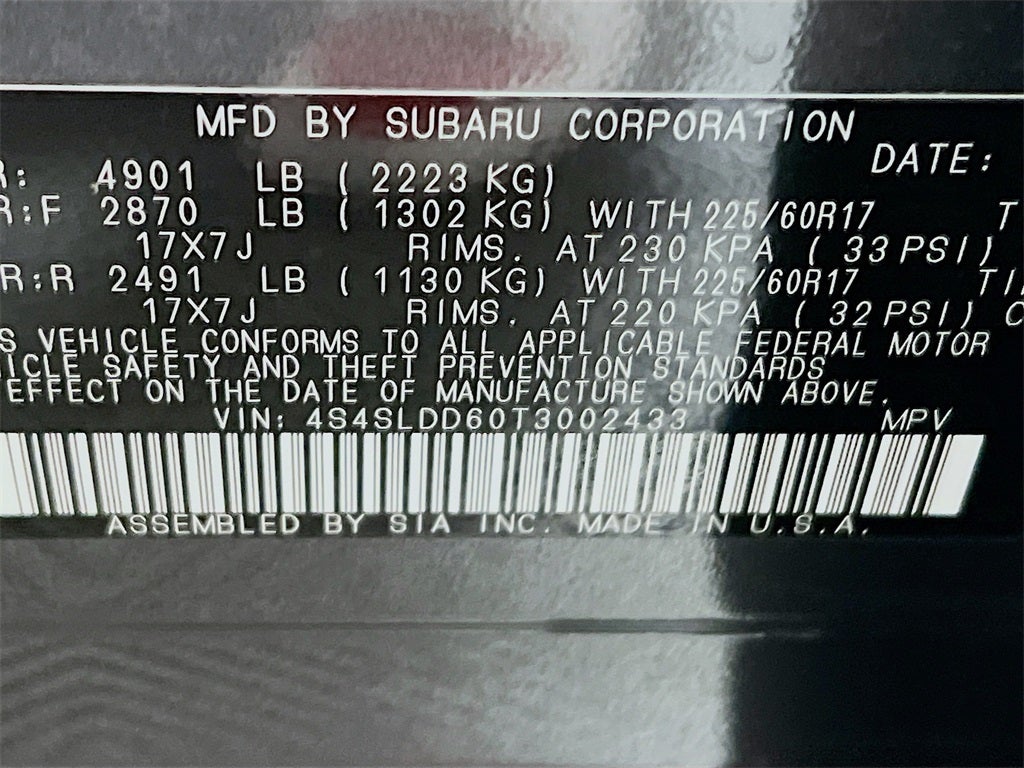 MFD BY SUBARU CORPORATION
DATE:
R: 4901 LB ( 2223 KG)
R:F 2870 LB ( 1302 KG) WITH 225/60R17 T
17X7J RIMS. AT 230 KPA ( 33 PSI)
R:R 2491 LB ( 1130 KG) WITH 225/60R17 TI
17X7J RIMS. AT 220 KPA ( 32 PSI) C
S VEHICLE CONFORMS TO ALL APPLICABLE FEDERAL MOTOR
HICLE SAFETY AND THEFT PREVENTION STANDARDS
EFFECT ON THE DATE OF MANUFACTURE SHOWN ABOVE.
VIN: 4S4SLDD60T3002433 MPV
ASSEMBLED BY SIA INC. MADE IN U.S.A.